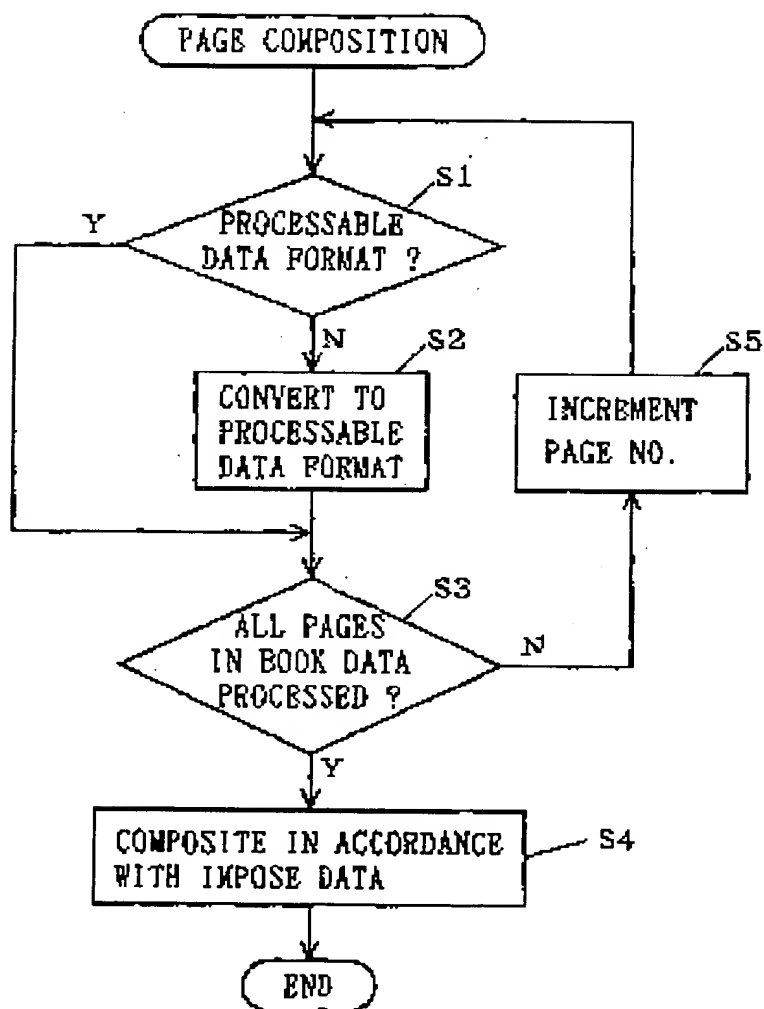 PAGE COMPOSITION
S1
Y
PROCESSABLE
DATA FORMAT ?
N
S2
CONVERT TO
PROCESSABLE
DATA FORMAT
S5
INCREMENT
PAGE NO.
S3
ALL PAGES
IN BOOK DATA
PROCESSED ?
N
Y
COMPOSITE IN ACCORDANCE
WITH IMPOSE DATA
S4
END